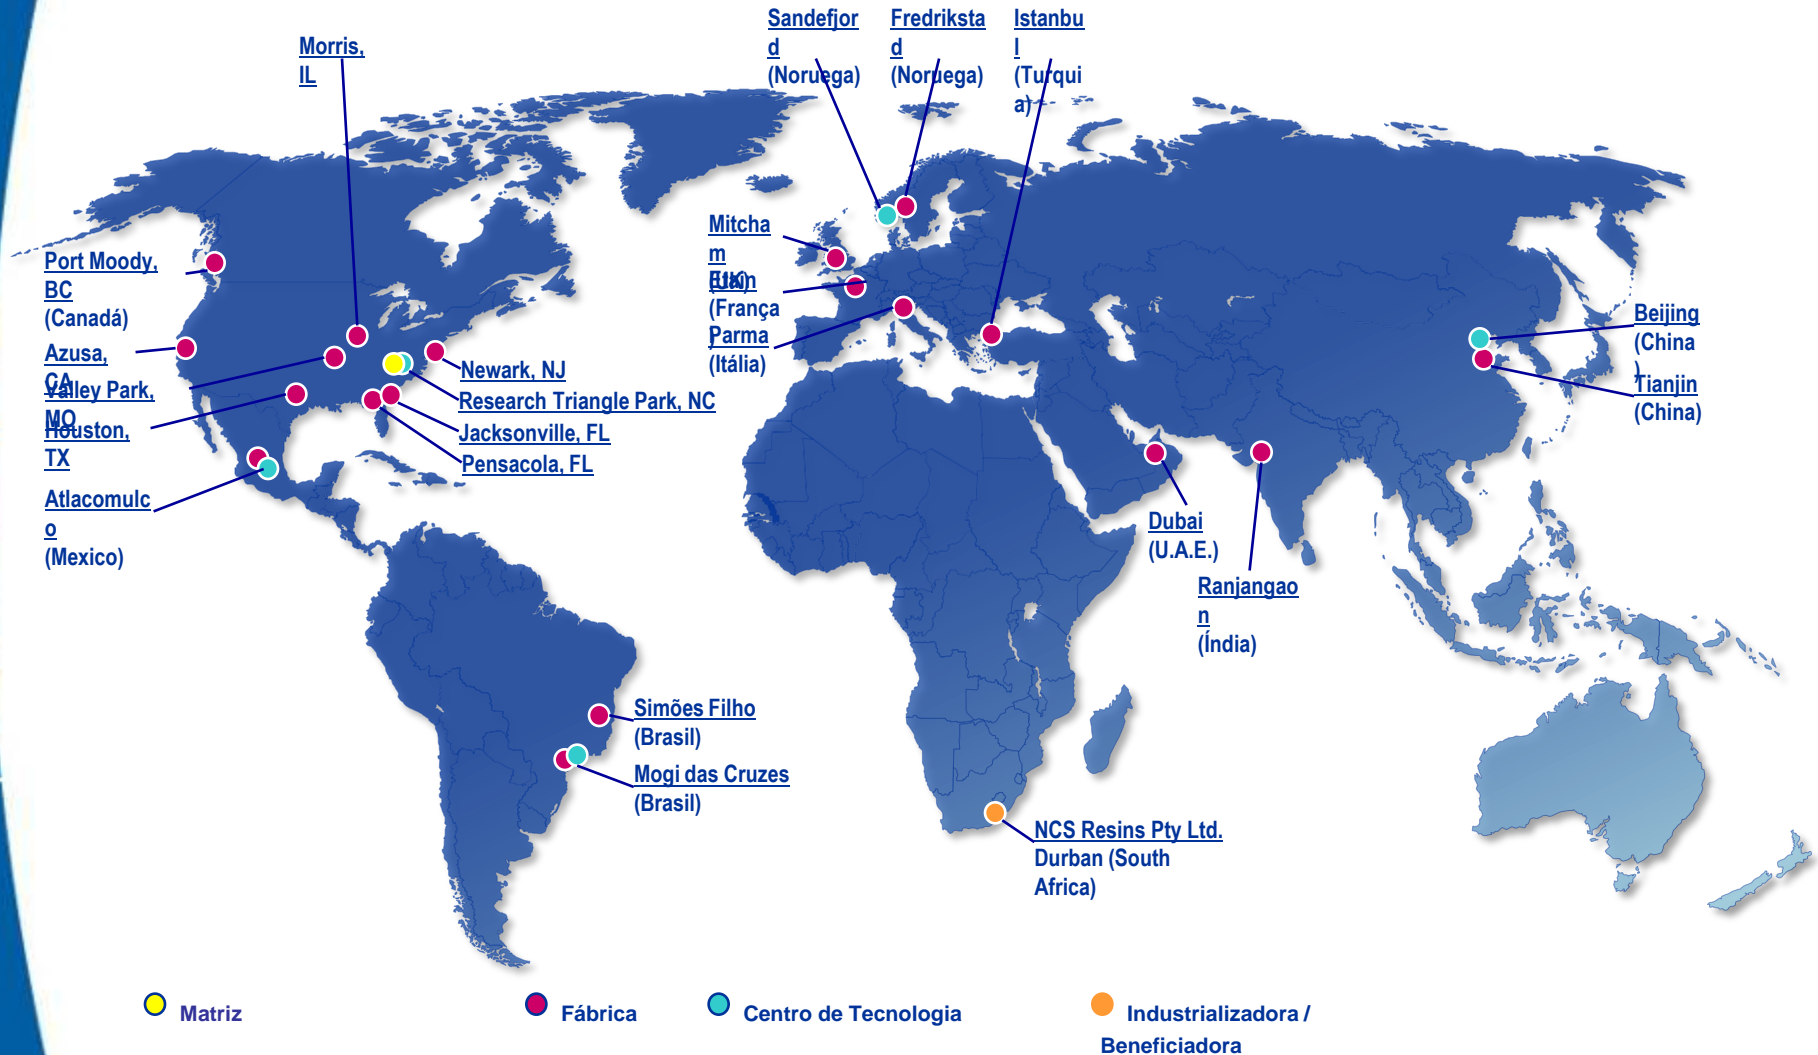 Sandefjor
d
(Noruega)
Fredriksta
d
(Noruega)
Istanbu
l
(Turqui
a)
Morris,
IL
Port Moody,
BC
(Canadá)
Azusa,
CA
Valley Park,
MO
Houston,
TX
Atlacomulc
o
(Mexico)
Newark, NJ
Research Triangle Park, NC
Jacksonville, FL
Pensacola, FL
Mitcha
m
(UK)
Etain
(França
)
Parma
(Itália)
Beijing
(China
)
Tianjin
(China)
Dubai
(U.A.E.)
Ranjangao
n
(Índia)
Simões Filho
(Brasil)
Mogi das Cruzes
(Brasil)
NCS Resins Pty Ltd.
Durban (South
Africa)
Matriz
Fábrica
Centro de Tecnologia
Industrializadora /
Beneficiadora